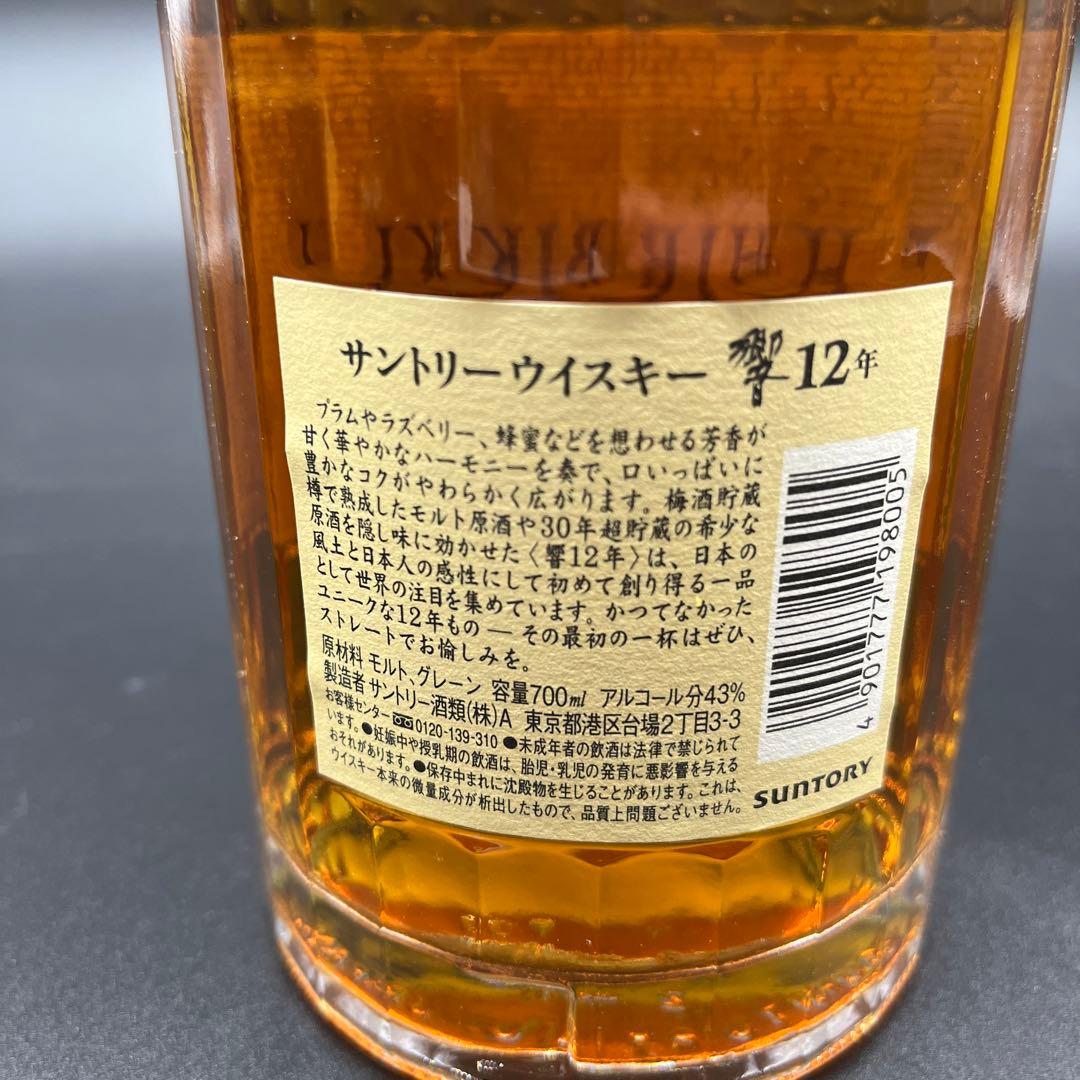 HIBIKI
サントリーウイスキー 響 12年
プラムやラズベリー、蜂蜜などを想わせる芳香が
甘く華やかなハーモニーを奏で、口いっぱいに
豊かなコクがやわらかく広がります。梅酒貯蔵
樽で熟成したモルト原酒や30年超貯蔵の希少な
原酒を隠し味に効かせた〈響12年〉は、日本の
風土と日本人の感性にして初めて創り得る一品
として世界の注目を集めています。かつてなかった
ユニークな12年もの ― その最初の一杯はぜひ、
ストレートでお愉しみを。
原材料 モルト、グレーン 容量700ml アルコール分43%
製造者 サントリー酒類(株)A 東京都港区台場2丁目3-3
お客様センター 0120-139-310 ●未成年者の飲酒は法律で禁じられて
います。●妊娠中や授乳期の飲酒は、胎児・乳児の発育に悪影響を与える
おそれがあります。●保存中まれに沈殿物を生じることがあります。これは、
ウイスキー本来の微量成分が析出したもので、品質上問題ございません。
4 901777 198005
SUNTORY